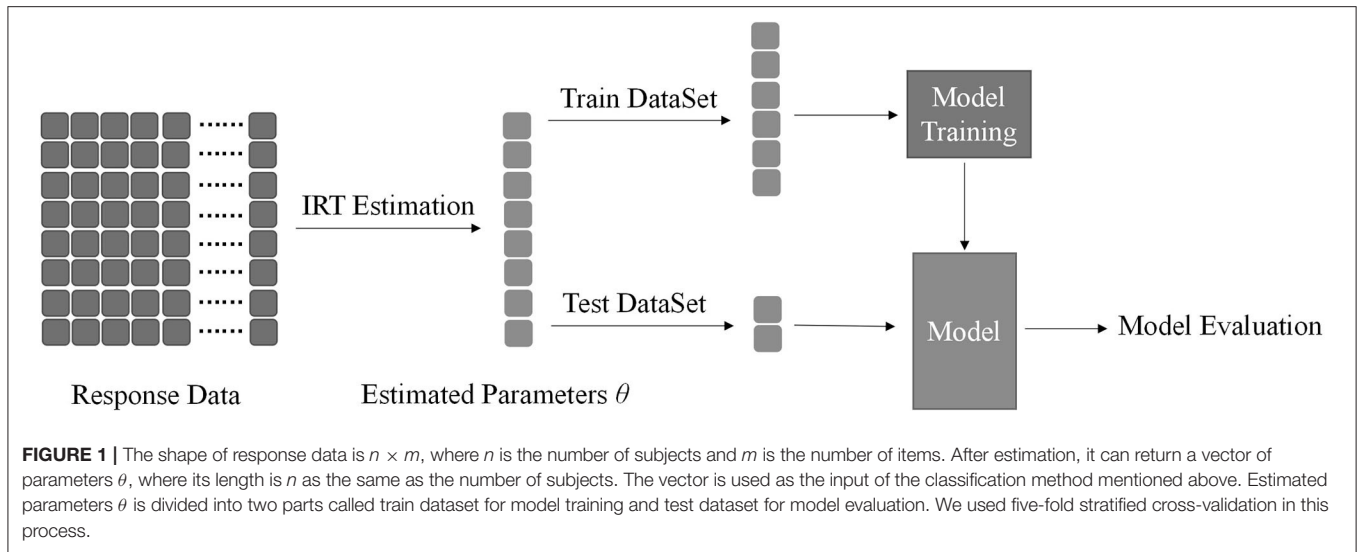 Train DataSet
Model
Training
IRT Estimation
Test DataSet
Model
Model Evaluation
Response Data
Estimated Parameters θ
FIGURE 1 | The shape of response data is n × m, where n is the number of subjects and m is the number of items. After estimation, it can return a vector of
parameters θ, where its length is n as the same as the number of subjects. The vector is used as the input of the classification method mentioned above. Estimated
parameters θ is divided into two parts called train dataset for model training and test dataset for model evaluation. We used five-fold stratified cross-validation in this
process.